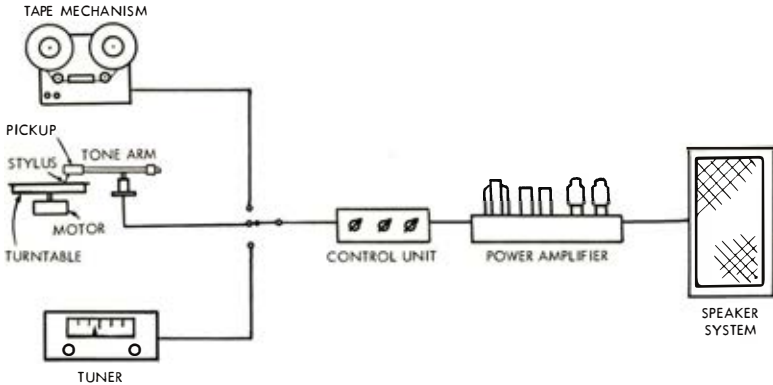 TAPE MECHANISM
PICKUP
TONE ARM
STYLUS
MOTOR
TURNTABLE
CONTROL UNIT
POWER AMPLIFIER
SPEAKER
SYSTEM
TUNER